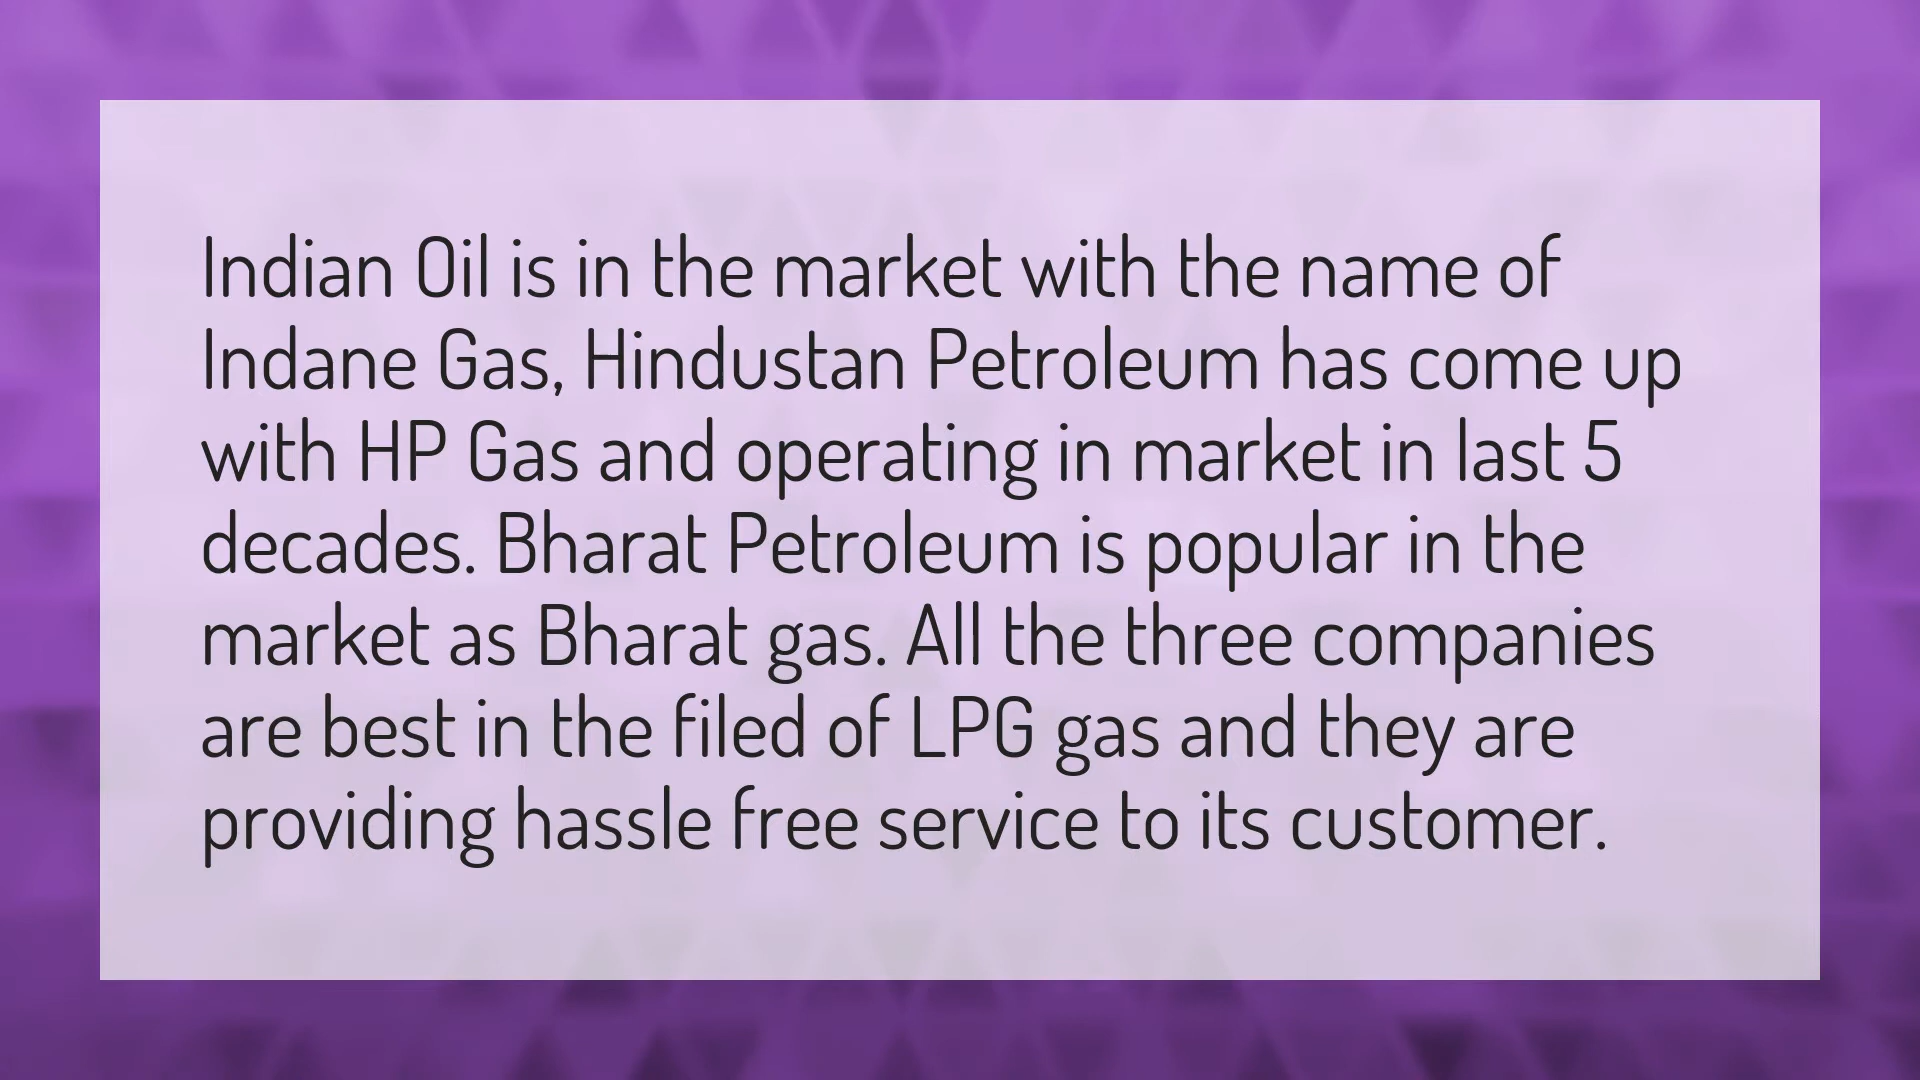 Indian Oil is in the market with the name of
Indane Gas, Hindustan Petroleum has come up
with HP Gas and operating in market in last 5
decades. Bharat Petroleum is popular in the
market as Bharat gas. All the three companies
are best in the filed of LPG gas and they are
providing hassle free service to its customer.